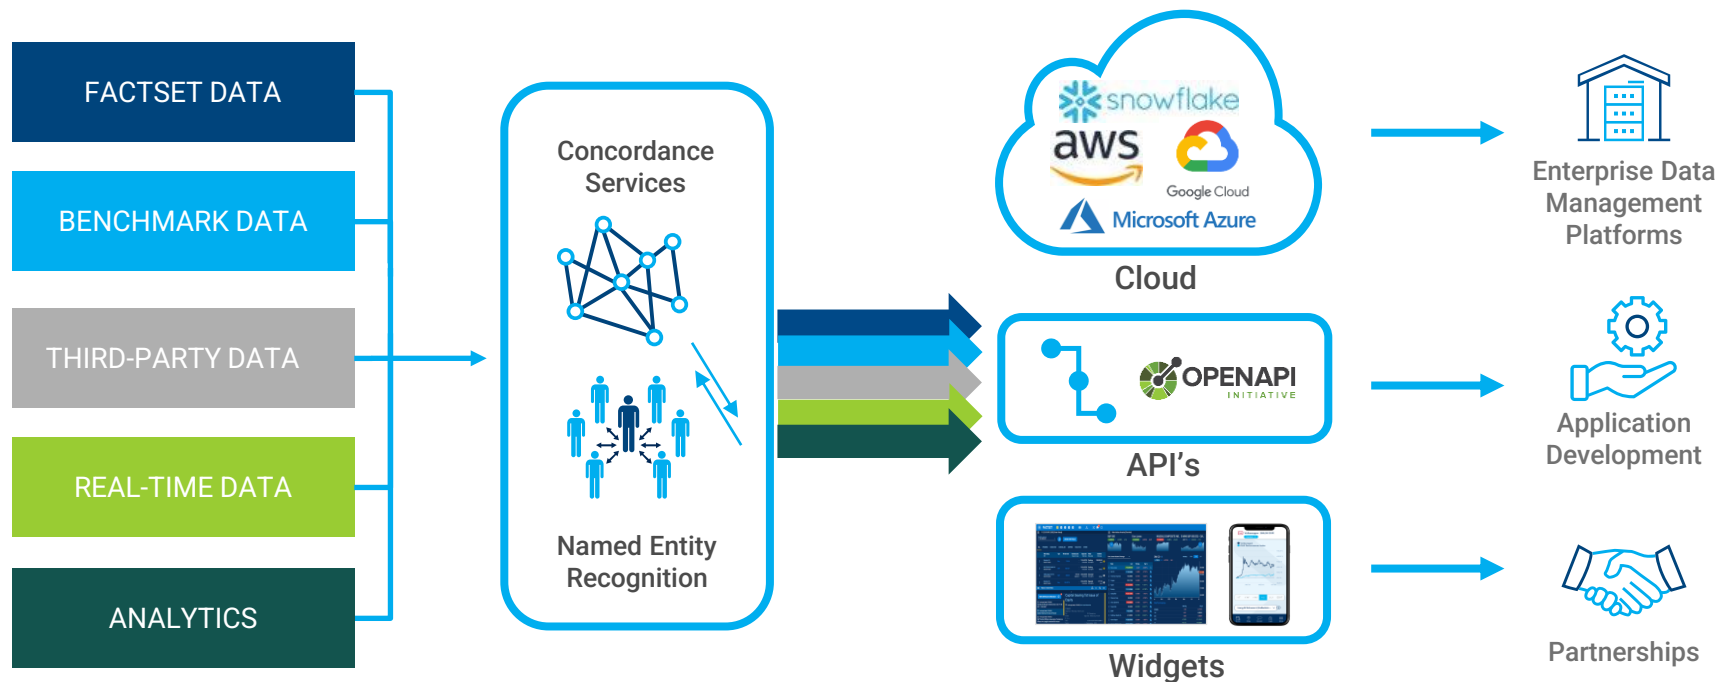 FACTSET DATA
BENCHMARK DATA
THIRD-PARTY DATA
REAL-TIME DATA
ANALYTICS
Concordance
Services
Named Entity
Recognition
snowflake
aws
Google Cloud
Microsoft Azure
Cloud
OPENAPI
INITIATIVE
API’s
Widgets
Enterprise Data
Management
Platforms
Application
Development
Partnerships